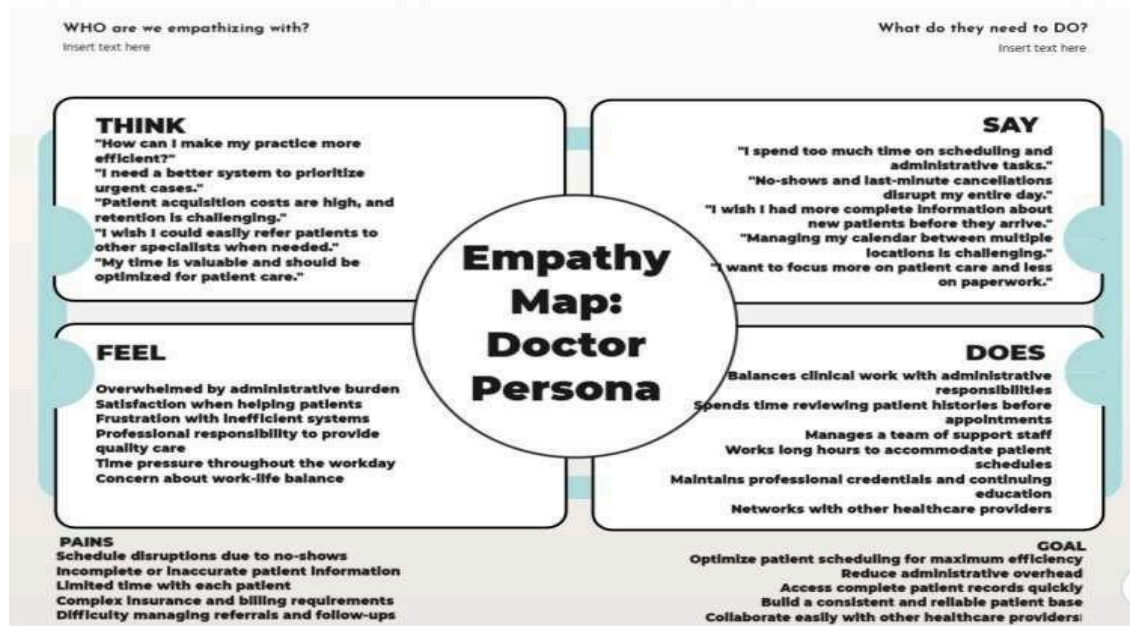 WHO are we empathizing with?
Insert text here
What do they need to DO?
Insert text here
THINK
"How can I make my practice more
efficient?"
"I need a better system to prioritize
urgent cases."
"Patient acquisition costs are high, and
retention is challenging."
"I wish I could easily refer patients to
other specialists when needed."
"My time is valuable and should be
optimized for patient care."
SAY
"I spend too much time on scheduling and
administrative tasks."
"No-shows and last-minute cancellations
disrupt my entire day."
"I wish I had more complete information about
new patients before they arrive."
"Managing my calendar between multiple
locations is challenging."
"I want to focus more on patient care and less
on paperwork."
Empathy
Map:
Doctor
Persona
FEEL
Overwhelmed by administrative burden
Satisfaction when helping patients
Frustration with inefficient systems
Professional responsibility to provide
quality care
Time pressure throughout the workday
Concern about work-life balance
DOES
Balances clinical work with administrative
responsibilities
Spends time reviewing patient histories before
appointments
Manages a team of support staff
Works long hours to accommodate patient
schedules
Maintains professional credentials and continuing
education
Networks with other healthcare providers
PAINS
Schedule disruptions due to no-shows
Incomplete or inaccurate patient information
Limited time with each patient
Complex insurance and billing requirements
Difficulty managing referrals and follow-ups
GOAL
Optimize patient scheduling for maximum efficiency
Reduce administrative overhead
Access complete patient records quickly
Build a consistent and reliable patient base
Collaborate easily with other healthcare providers